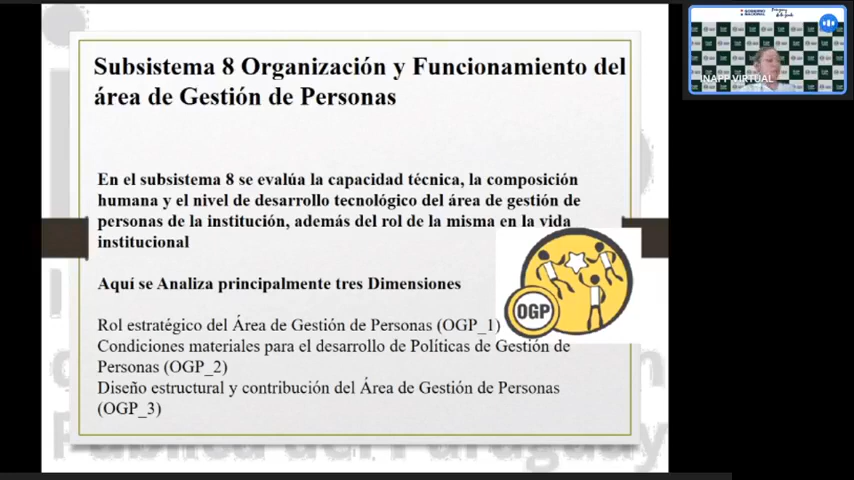 Subsistema 8 Organización y Funcionamiento del
área de Gestión de Personas
En el subsistema 8 se evalúa la capacidad técnica, la composición
humana y el nivel de desarrollo tecnológico del área de gestión de
personas de la institución, además del rol de la misma en la vida
institucional
Aquí se Analiza principalmente tres Dimensiones
Rol estratégico del Área de Gestión de Personas (OGP_1)
Condiciones materiales para el desarrollo de Políticas de Gestión de
Personas (OGP_2)
Diseño estructural y contribución del Área de Gestión de Personas
(OGP_3)
OGP
INAPP VIRTUAL
GOBIERNO
NACIONAL